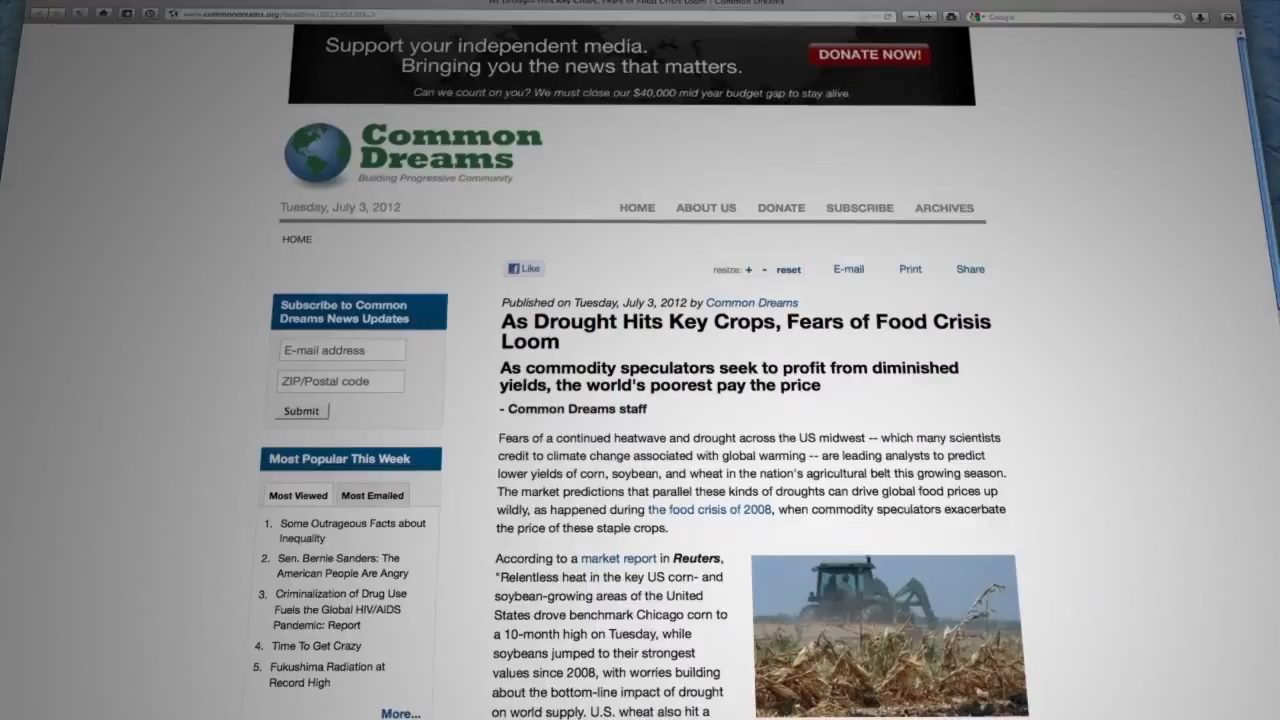 As Drought Hits Key Crops, Fears of Food Crisis Loom | Common Dreams
Google
Support your independent media.
Bringing you the news that matters.
DONATE NOW!
Can we count on you? We must close our $40,000 mid year budget gap to stay alive
Common
Dreams
Building Progressive Community
Tuesday, July 3, 2012
HOME ABOUT US DONATE SUBSCRIBE ARCHIVES
HOME
Like
resize: + - reset E-mail Print Share
Subscribe to Common
Dreams News Updates
E-mail address
ZIP/Postal code
Submit
Most Popular This Week
Most Viewed Most Emailed
1. Some Outrageous Facts about
Inequality
2. Sen. Bernie Sanders: The
American People Are Angry
3. Criminalization of Drug Use
Fuels the Global HIV/AIDS
Pandemic: Report
4. Time To Get Crazy
5. Fukushima Radiation at
Record High
More...
Published on Tuesday, July 3, 2012 by Common Dreams
As Drought Hits Key Crops, Fears of Food Crisis
Loom
As commodity speculators seek to profit from diminished
yields, the world's poorest pay the price
- Common Dreams staff
Fears of a continued heatwave and drought across the US midwest -- which many scientists
credit to climate change associated with global warming -- are leading analysts to predict
lower yields of corn, soybean, and wheat in the nation's agricultural belt this growing season.
The market predictions that parallel these kinds of droughts can drive global food prices up
wildly, as happened during the food crisis of 2008, when commodity speculators exacerbate
the price of these staple crops.
According to a market report in Reuters,
"Relentless heat in the key US corn- and
soybean-growing areas of the United
States drove benchmark Chicago corn to
a 10-month high on Tuesday, while
soybeans jumped to their strongest
values since 2008, with worries building
about the bottom-line impact of drought
on world supply. U.S. wheat also hit a